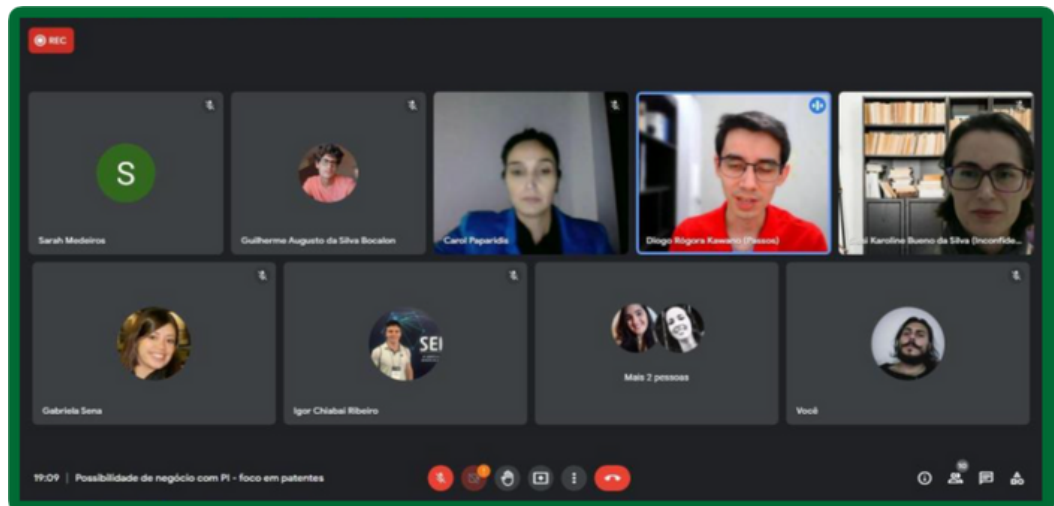 REC
S
Sarah Medeiros
Guilherme Augusto da Silva Bocalon
Carol Paparidis
Diogo Rógora Kawano (Passos)
Karoline Bueno da Silva (Inconfide...
SEI
Gabriela Sena
Igor Chiabai Ribeiro
Mais 2 pessoas
Você
19:09 | Possibilidade de negócio com PI - foco em patentes
10